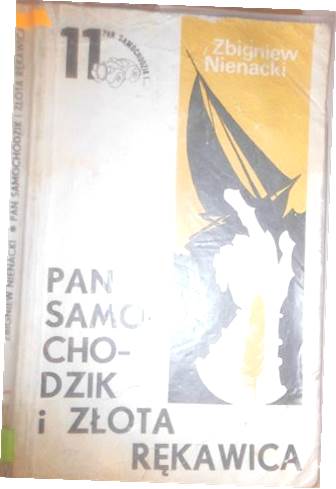 ZBIGNIEW NIENACKI * PAN SAMOCHODZIK I ZŁOTA RĘKAWICA
11
PAN SAMOCHODZIK I...
Zbigniew
Nienacki
PAN
SAMO-
CHO-
DZIK
i ZŁOTA
RĘKAWICA